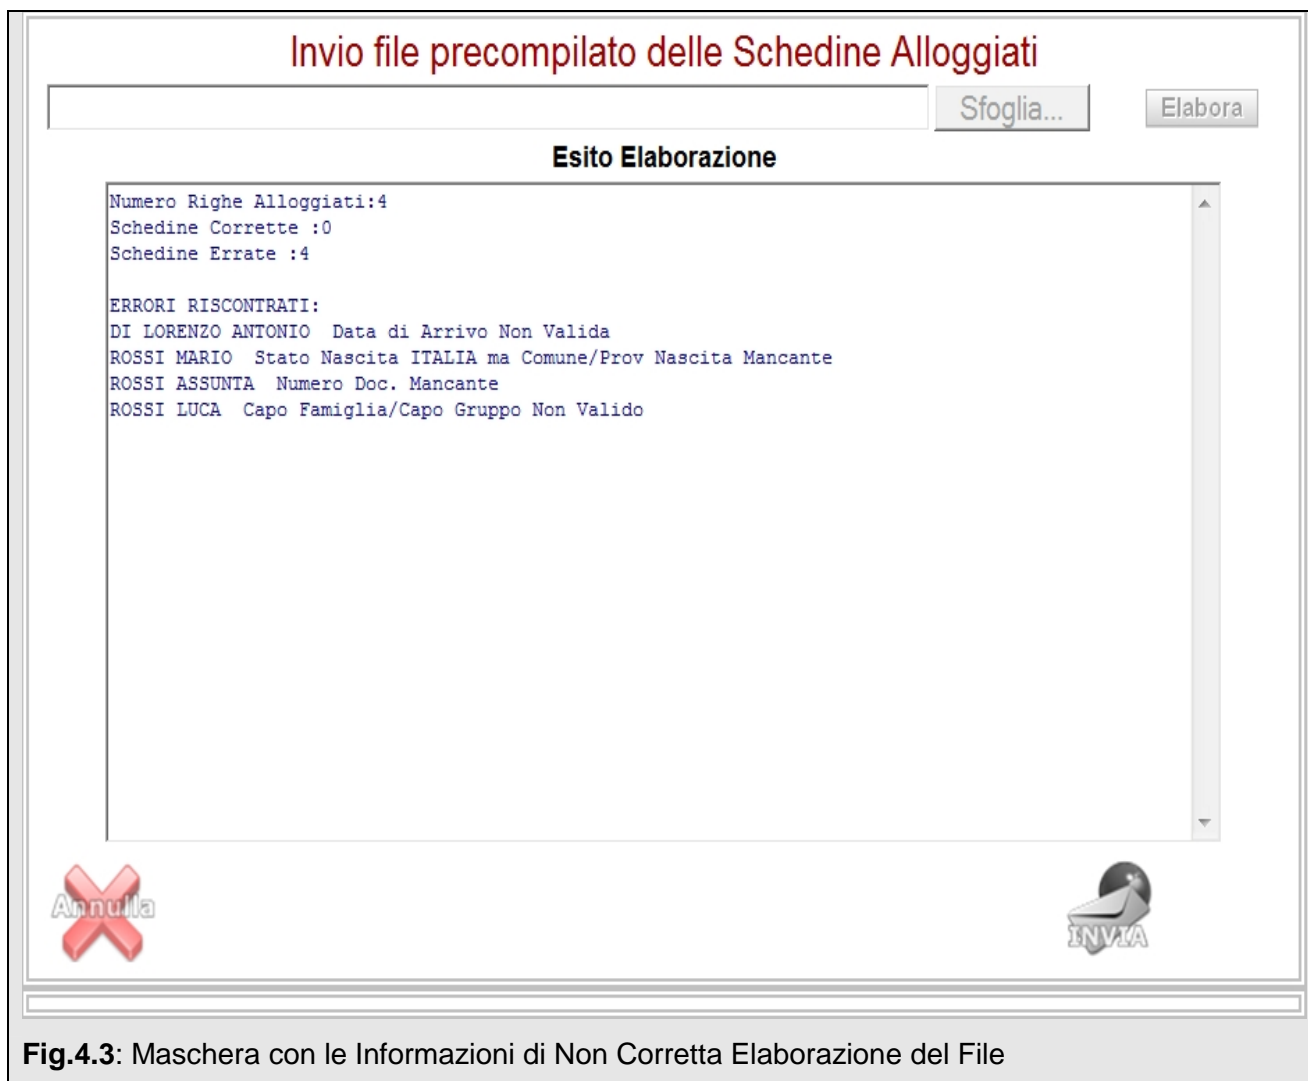 Invio file precompilato delle Schedine Alloggiati
Sfoglia... Elabora
Esito Elaborazione
Numero Righe Alloggiati:4
Schedine Corrette :0
Schedine Errate :4
ERRORI RISCONTRATI:
DI LORENZO ANTONIO  Data di Arrivo Non Valida
ROSSI MARIO  Stato Nascita ITALIA ma Comune/Prov Nascita Mancante
ROSSI ASSUNTA  Numero Doc. Mancante
ROSSI LUCA  Capo Famiglia/Capo Gruppo Non Valido
Annulla
INVIA
Fig.4.3: Maschera con le Informazioni di Non Corretta Elaborazione del File